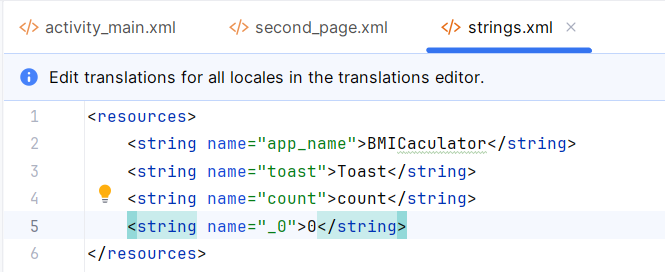 activity_main.xml second_page.xml strings.xml
Edit translations for all locales in the translations editor.
1 <resources>
2 <string name="app_name">BMICaculator</string>
3 <string name="toast">Toast</string>
4 <string name="count">count</string>
5 <string name="_0">0</string>
6 </resources>